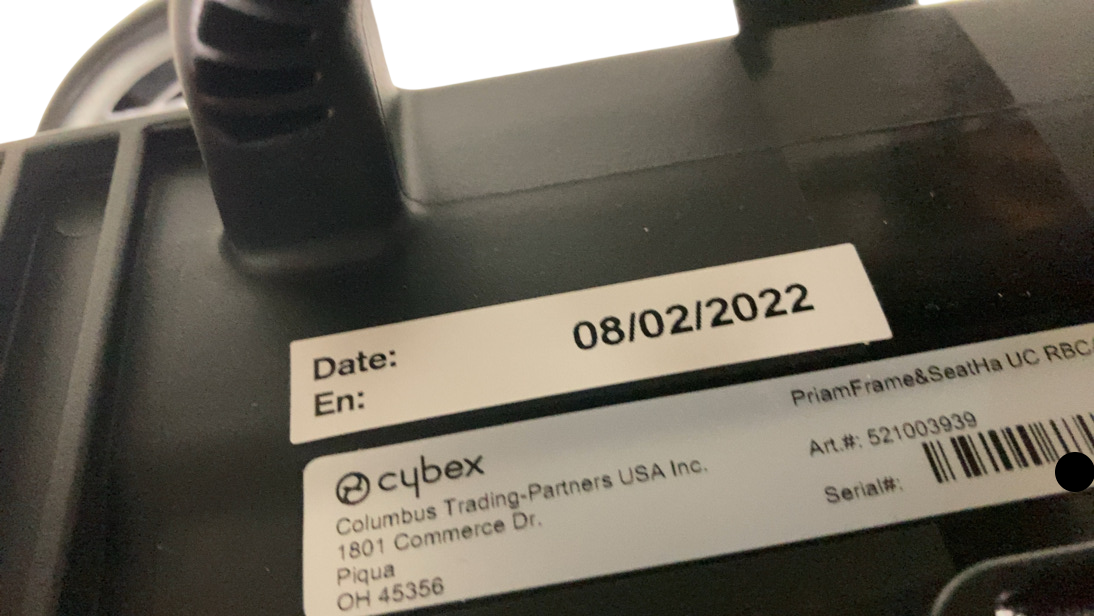 Date: 08/02/2022
En:
cybex
Columbus Trading-Partners USA Inc.
1801 Commerce Dr.
Piqua
OH 45356
PriamFrame&SeatHa UC
Art.#: 521003939
Serial#: